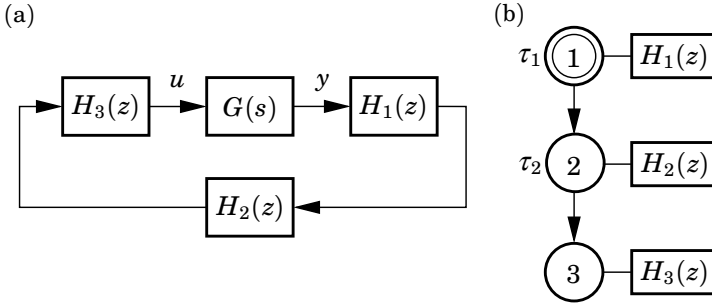 (a)
u
y
H₃(z)
G(s)
H₁(z)
H₂(z)
(b)
τ₁
1
H₁(z)
τ₂
2
H₂(z)
3
H₃(z)